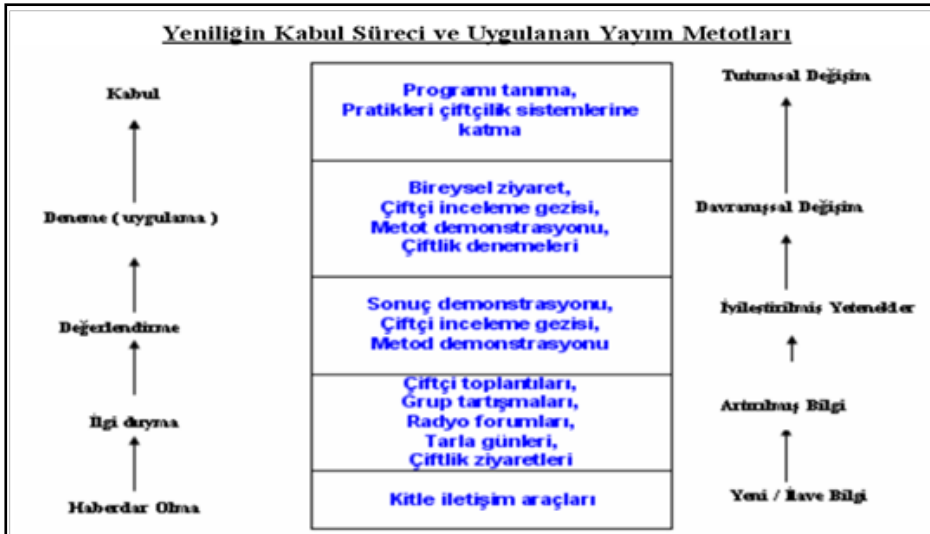 Yeniliğin Kabul Süreci ve Uygulanan Yayım Metotları
Kabul
Programı tanıma,
Pratikleri çiftçilik sistemlerine
katma
Tutumsal Değişim
Deneme ( uygulama )
Bireysel ziyaret,
Çiftçi inceleme gezisi,
Metot demonstrasyonu,
Çiftlik denemeleri
Davranışsal Değişim
Değerlendirme
Sonuç demonstrasyonu,
Çiftçi inceleme gezisi,
Metod demonstrasyonu
İyileştirilmiş Yetenekler
İlgi duyma
Çiftçi toplantıları,
Grup tartışmaları,
Radyo forumları,
Tarla günleri,
Çiftlik ziyaretleri
Artırılmış Bilgi
Haberdar Olma
Kitle iletişim araçları
Yeni / İlave Bilgi